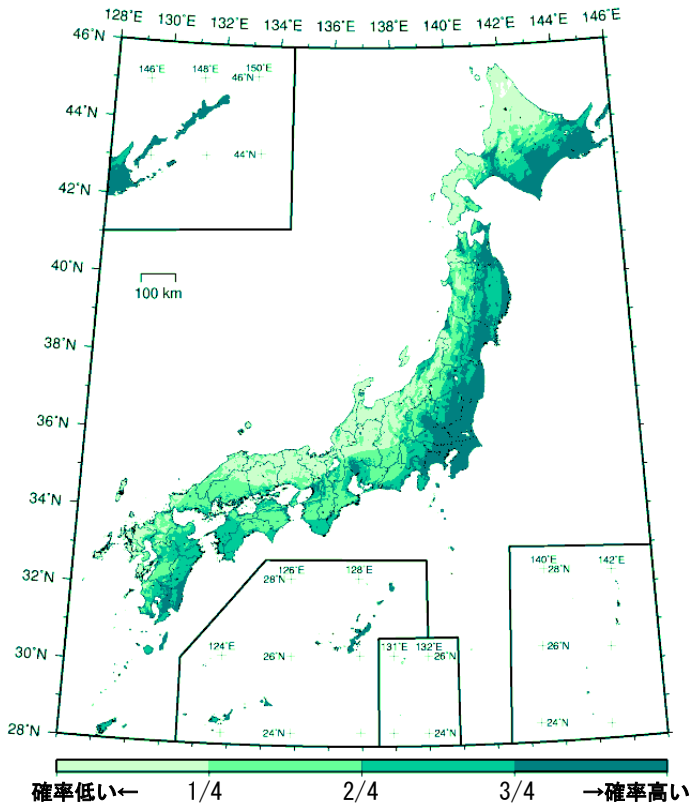 128°E 130°E 132°E 134°E 136°E 138°E 140°E 142°E 144°E 146°E
46°N
146°E 148°E 150°E
46°N
44°N
44°N
42°N
40°N
100 km
38°N
36°N
34°N
32°N
126°E 128°E
28°N
140°E 142°E
28°N
30°N
124°E
26°N
131°E 132°E
26°N
26°N
28°N
24°N
24°N
24°N
確率低い← 1/4 2/4 3/4 →確率高い